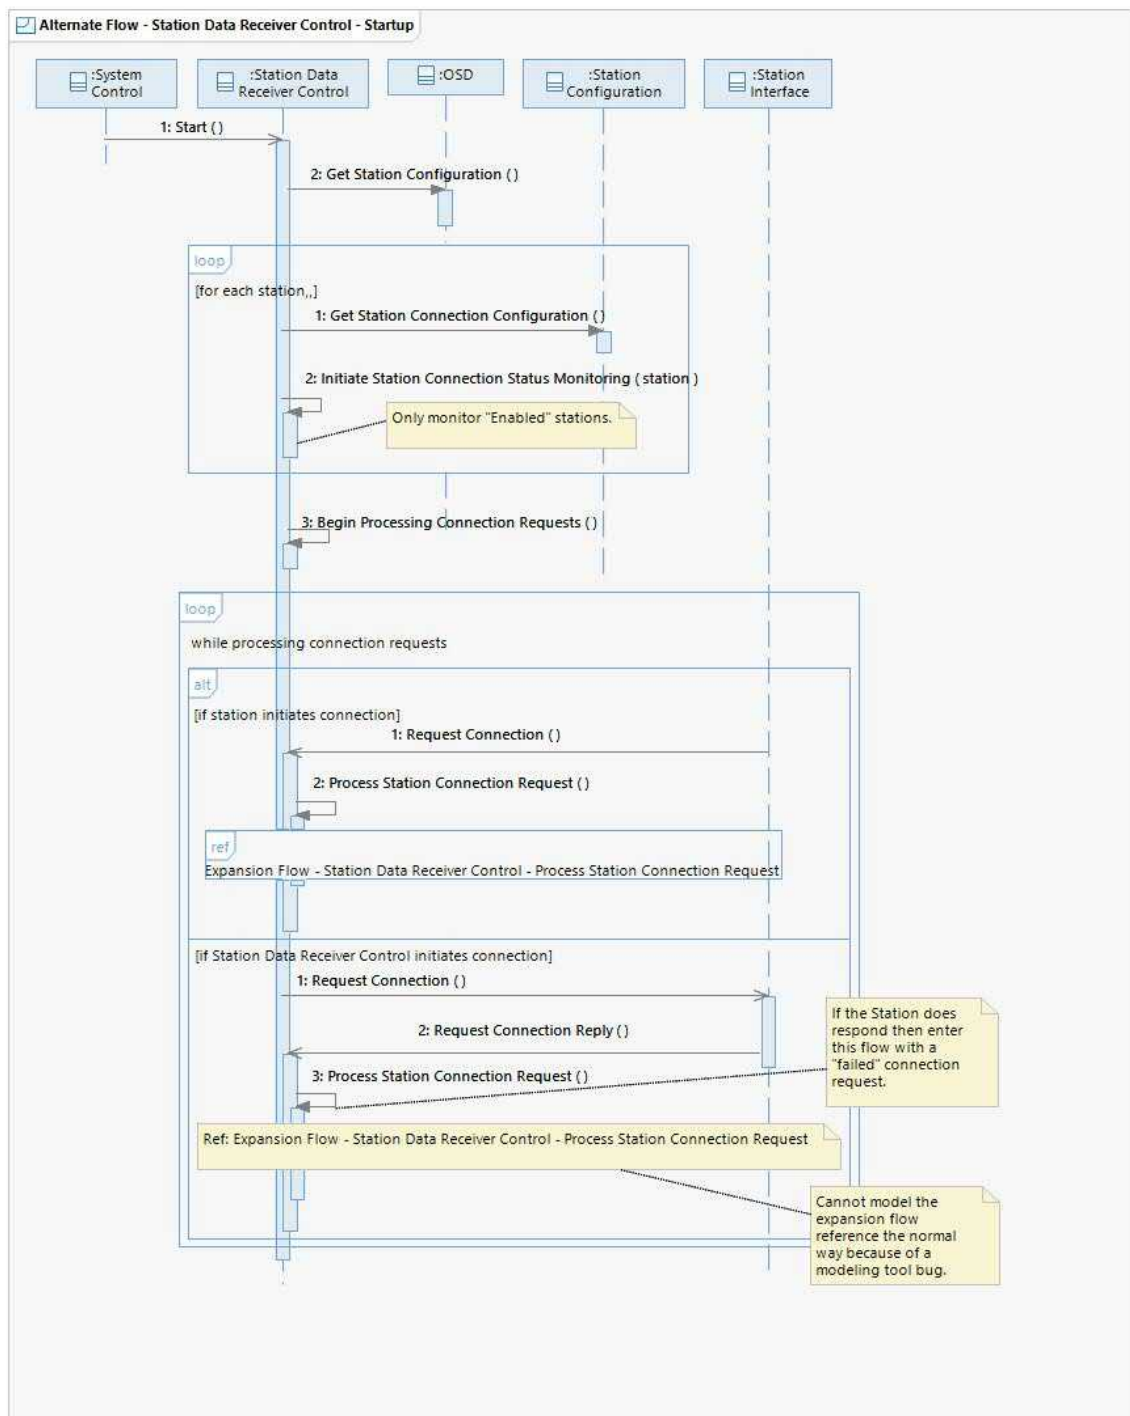 Alternate Flow - Station Data Receiver Control - Startup
:System
Control
:Station Data
Receiver Control
:OSD
:Station
Configuration
:Station
Interface
1: Start ( )
2: Get Station Configuration ( )
loop
[for each station,,]
1: Get Station Connection Configuration ( )
2: Initiate Station Connection Status Monitoring ( station )
Only monitor "Enabled" stations.
3: Begin Processing Connection Requests ( )
loop
while processing connection requests
alt
[if station initiates connection]
1: Request Connection ( )
2: Process Station Connection Request ( )
ref
Expansion Flow - Station Data Receiver Control - Process Station Connection Request
[if Station Data Receiver Control initiates connection]
1: Request Connection ( )
If the Station does
respond then enter
this flow with a
"failed" connection
request.
2: Request Connection Reply ( )
3: Process Station Connection Request ( )
Ref: Expansion Flow - Station Data Receiver Control - Process Station Connection Request
Cannot model the
expansion flow
reference the normal
way because of a
modeling tool bug.